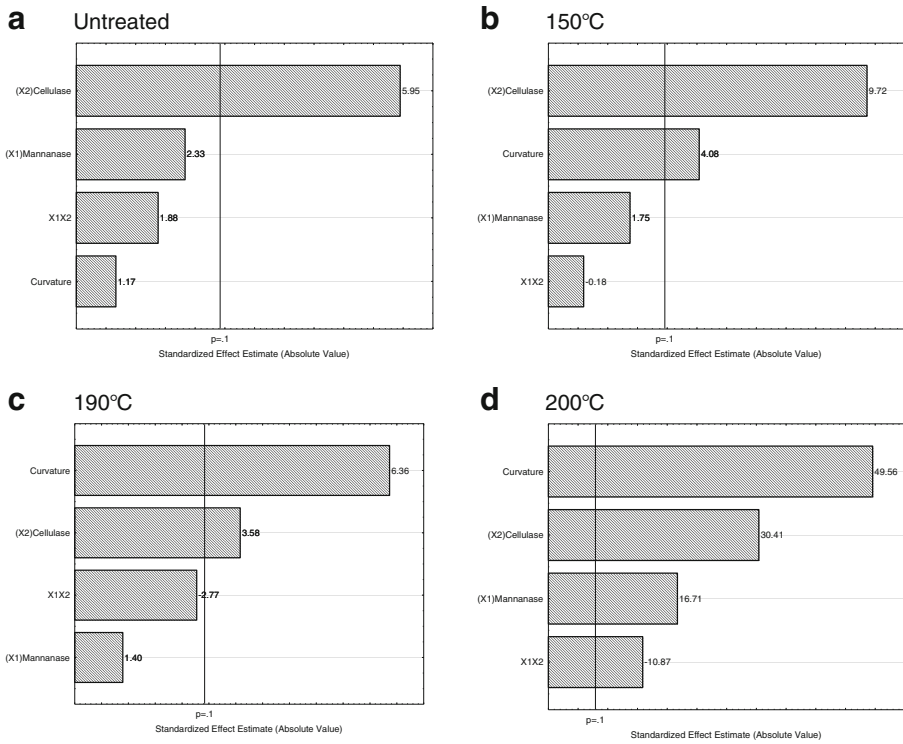 a Untreated
(X2)Cellulase 5.95
(X1)Mannanase 2.33
X1X2 1.88
Curvature 1.17
p=.1
Standardized Effect Estimate (Absolute Value)
b 150°C
(X2)Cellulase 9.72
Curvature 4.08
(X1)Mannanase 1.75
X1X2 -0.18
p=.1
Standardized Effect Estimate (Absolute Value)
c 190°C
Curvature 6.36
(X2)Cellulase 3.58
X1X2 -2.77
(X1)Mannanase 1.40
p=.1
Standardized Effect Estimate (Absolute Value)
d 200°C
Curvature 49.56
(X2)Cellulase 30.41
(X1)Mannanase 16.71
X1X2 -10.87
p=.1
Standardized Effect Estimate (Absolute Value)